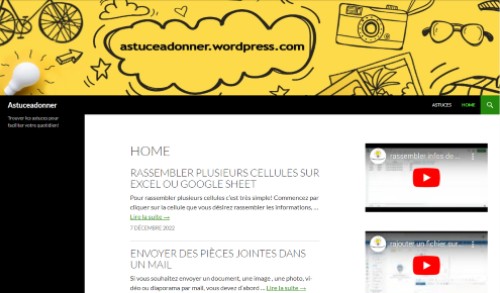 astuceadonner.wordpress.com
Astuceadonner
ASTUCES HOME
Trouver les astuces pour
faciliter votre quotidien!
HOME
RASSEMBLER PLUSIEURS CELLULES SUR
EXCEL OU GOOGLE SHEET
Pour rassembler plusieurs cellules c'est très simple! Commencez par
cliquer sur la cellule que vous désirez rassembler les informations, …
Lire la suite →
7 DÉCEMBRE 2022
ENVOYER DES PIÈCES JOINTES DANS
UN MAIL
Si vous souhaitez envoyer un document, une image , une photo, vi-
déo ou diaporama par mail, vous devez d'abord … Lire la suite →
rassembler infos de …
rajouter un fichier sur…